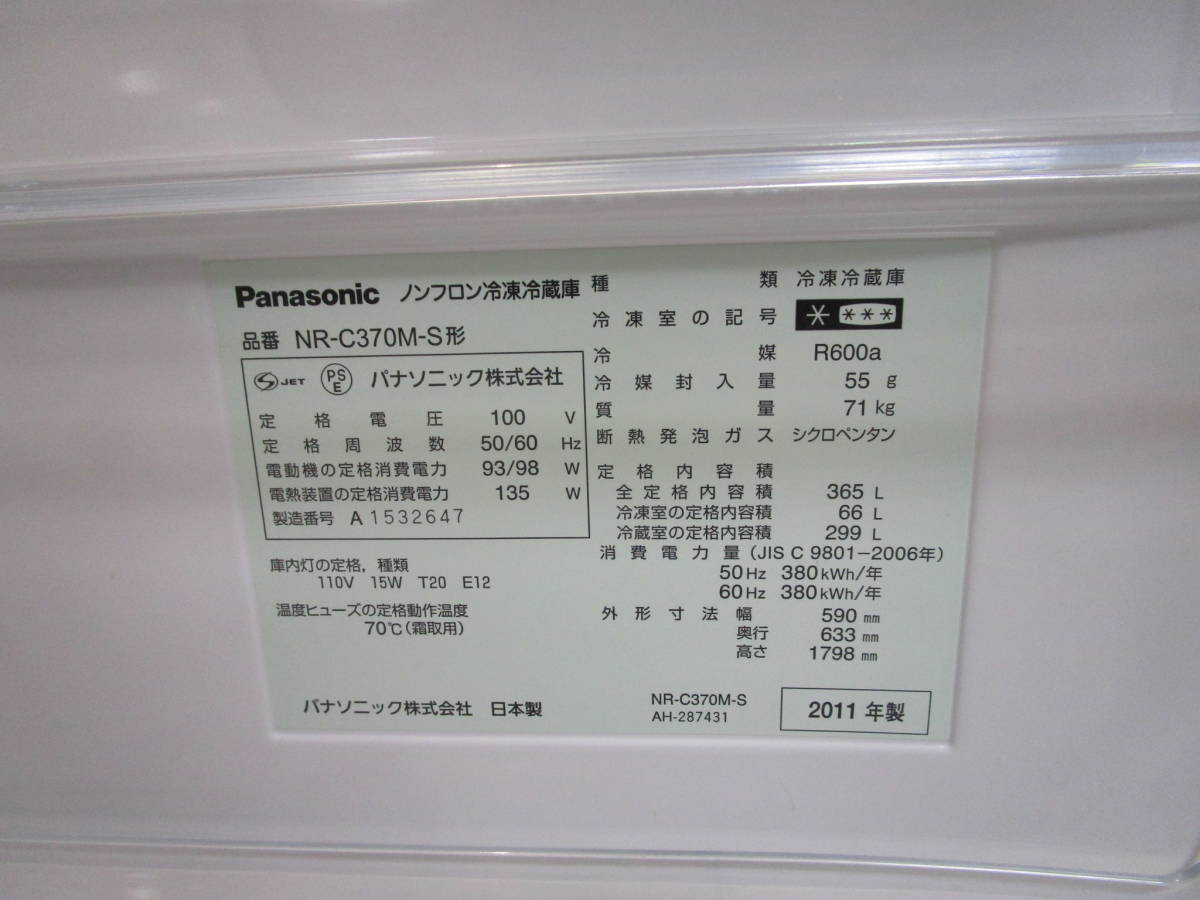 Panasonic ノンフロン冷凍冷蔵庫
品番 NR-C370M-S形
S JET PS E パナソニック株式会社
定格電圧 100 V
定格周波数 50/60 Hz
電動機の定格消費電力 93/98 W
電熱装置の定格消費電力 135 W
製造番号 A 1532647
庫内灯の定格，種類
110V 15W T20 E12
温度ヒューズの定格動作温度
70℃(霜取用)
パナソニック株式会社 日本製
種類 冷凍冷蔵庫
冷凍室の記号 * ***
冷媒 R600a
冷媒封入量 55 g
質量 71 kg
断熱発泡ガス シクロペンタン
定格内容積
全定格内容積 365 L
冷凍室の定格内容積 66 L
冷蔵室の定格内容積 299 L
消費電力量(JIS C 9801-2006年)
50Hz 380kWh/年
60Hz 380kWh/年
外形寸法幅 590 mm
奥行 633 mm
高さ 1798 mm
NR-C370M-S
AH-287431
2011年製